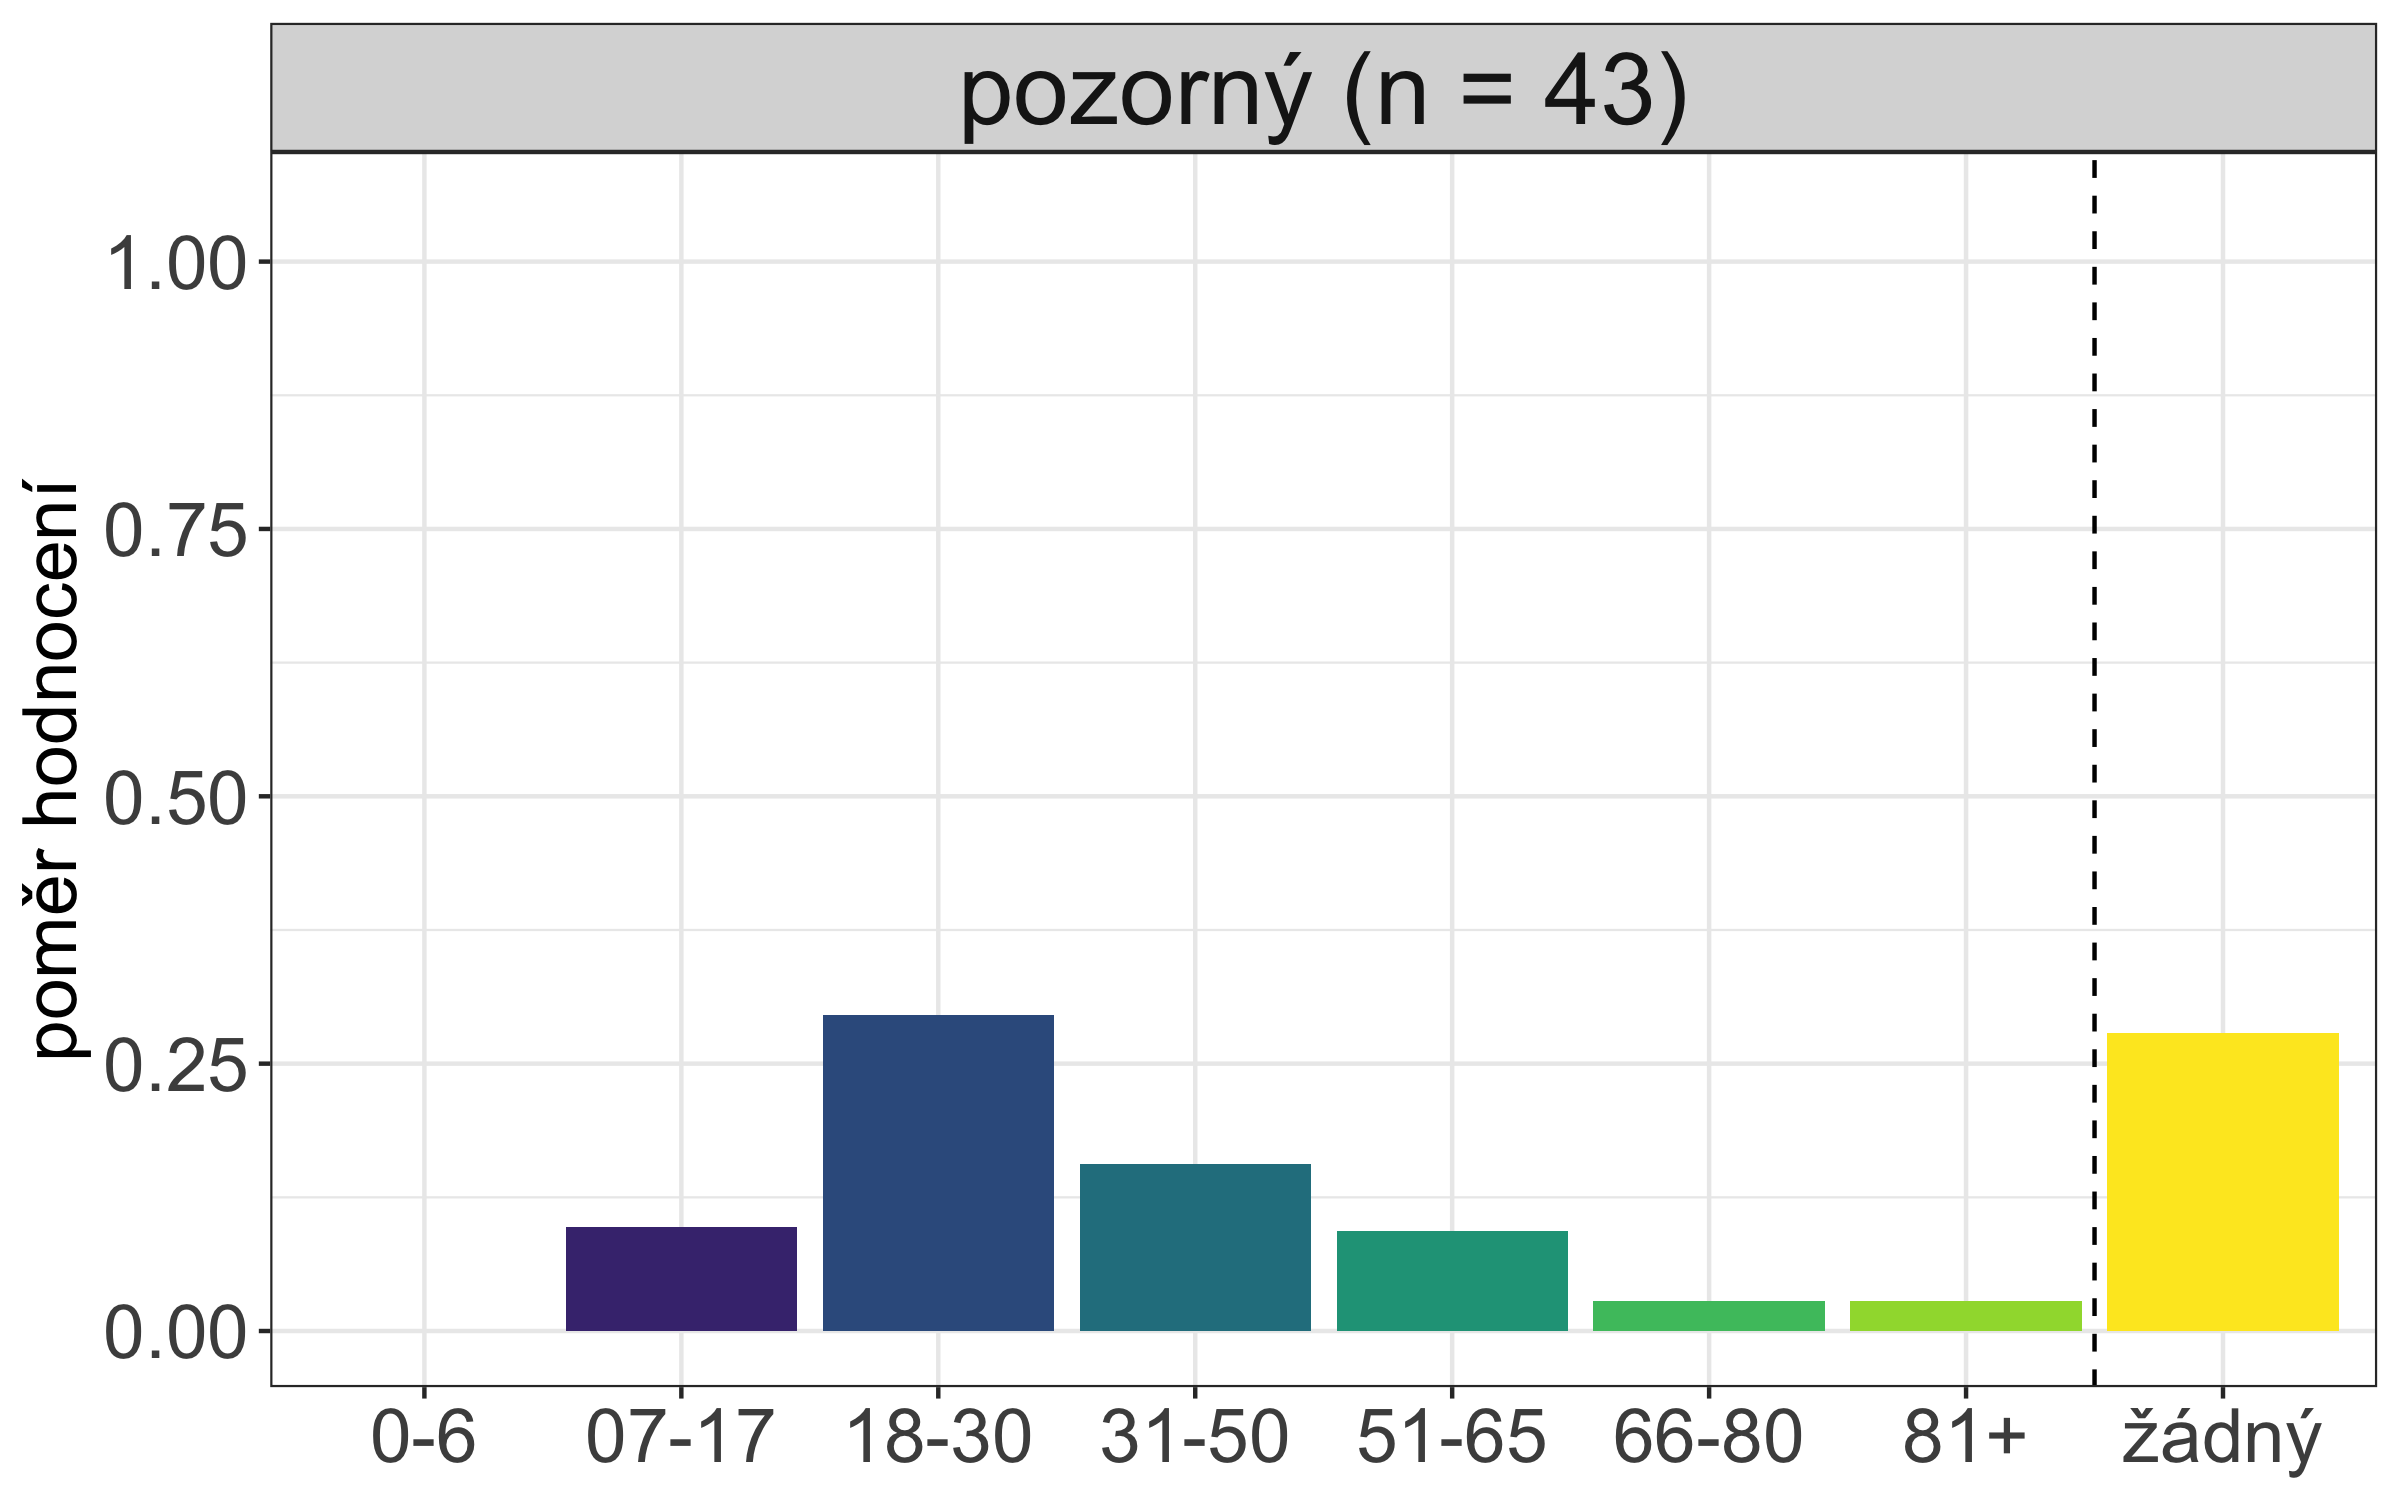 pozorný (n = 43)
poměr hodnocení
1.00
0.75
0.50
0.25
0.00
0-6 07-17 18-30 31-50 51-65 66-80 81+ žádný